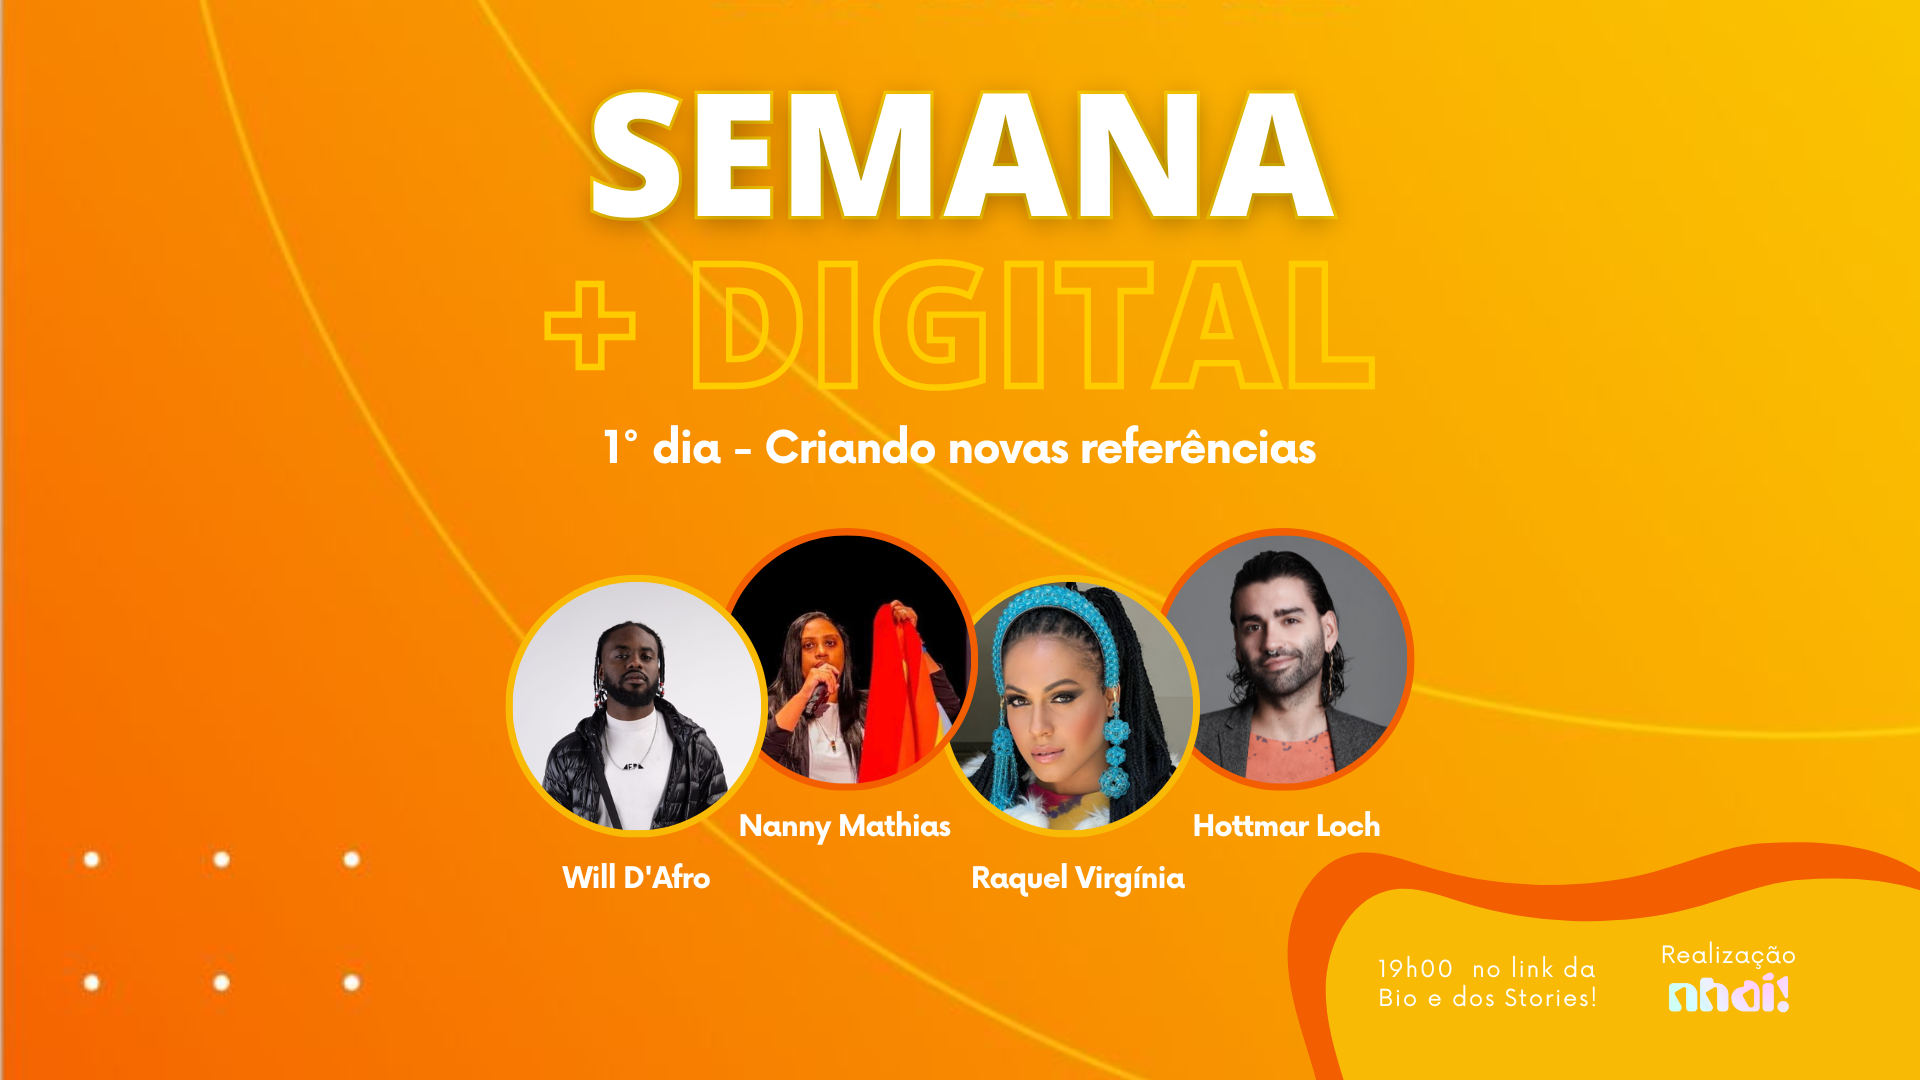 SEMANA
+ DIGITAL
1° dia - Criando novas referências
Nanny Mathias
Hottmar Loch
Will D'Afro
Raquel Virgínia
19h00 no link da
Bio e dos Stories!
Realização
nhaí!